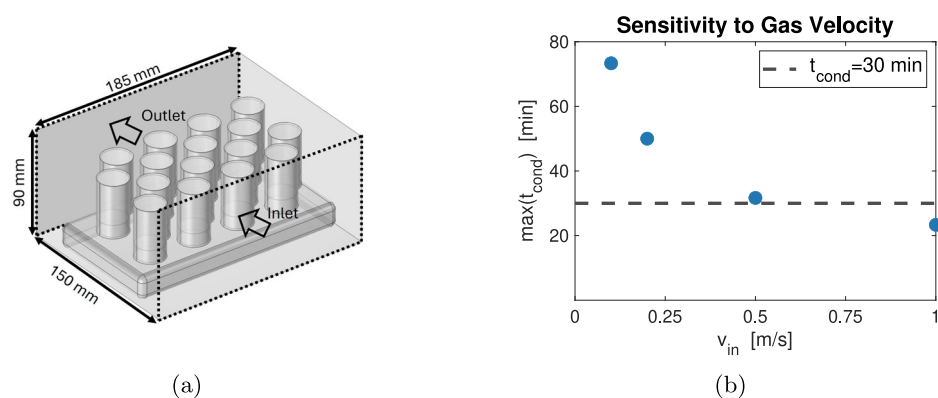 185 mm
Outlet
90 mm
Inlet
150 mm
(a)
Sensitivity to Gas Velocity
80
t_cond=30 min
60
max(t_cond) [min]
40
20
0
0.25
0.5
0.75
1
v_in [m/s]
(b)